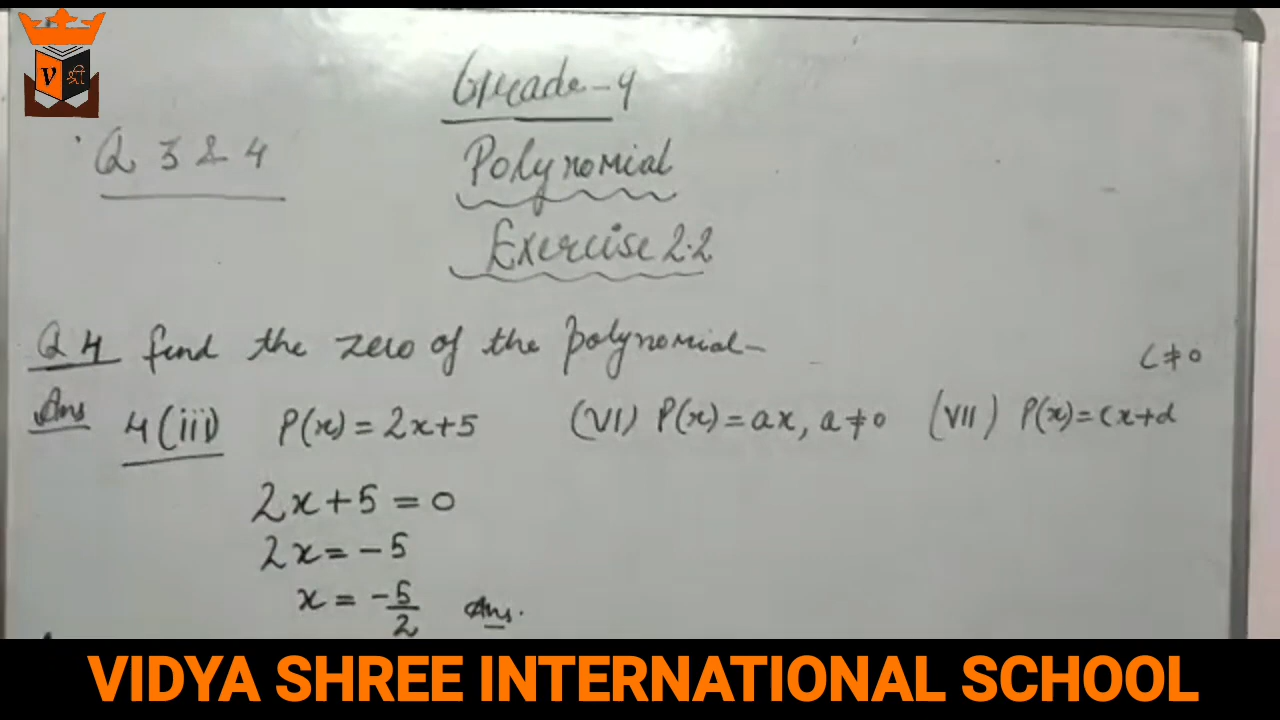 V श्री
Grade-9
Q 3 & 4
Polynomial
Exercise 2.2
Q 4 find the zero of the polynomial-
C ≠ 0
Ans 4 (iii) P(x) = 2x+5 (VI) P(x) = ax, a ≠ 0 (VII) P(x) = cx+d
2x+5 = 0
2x = -5
x = -5/2 Ans.
VIDYA SHREE INTERNATIONAL SCHOOL